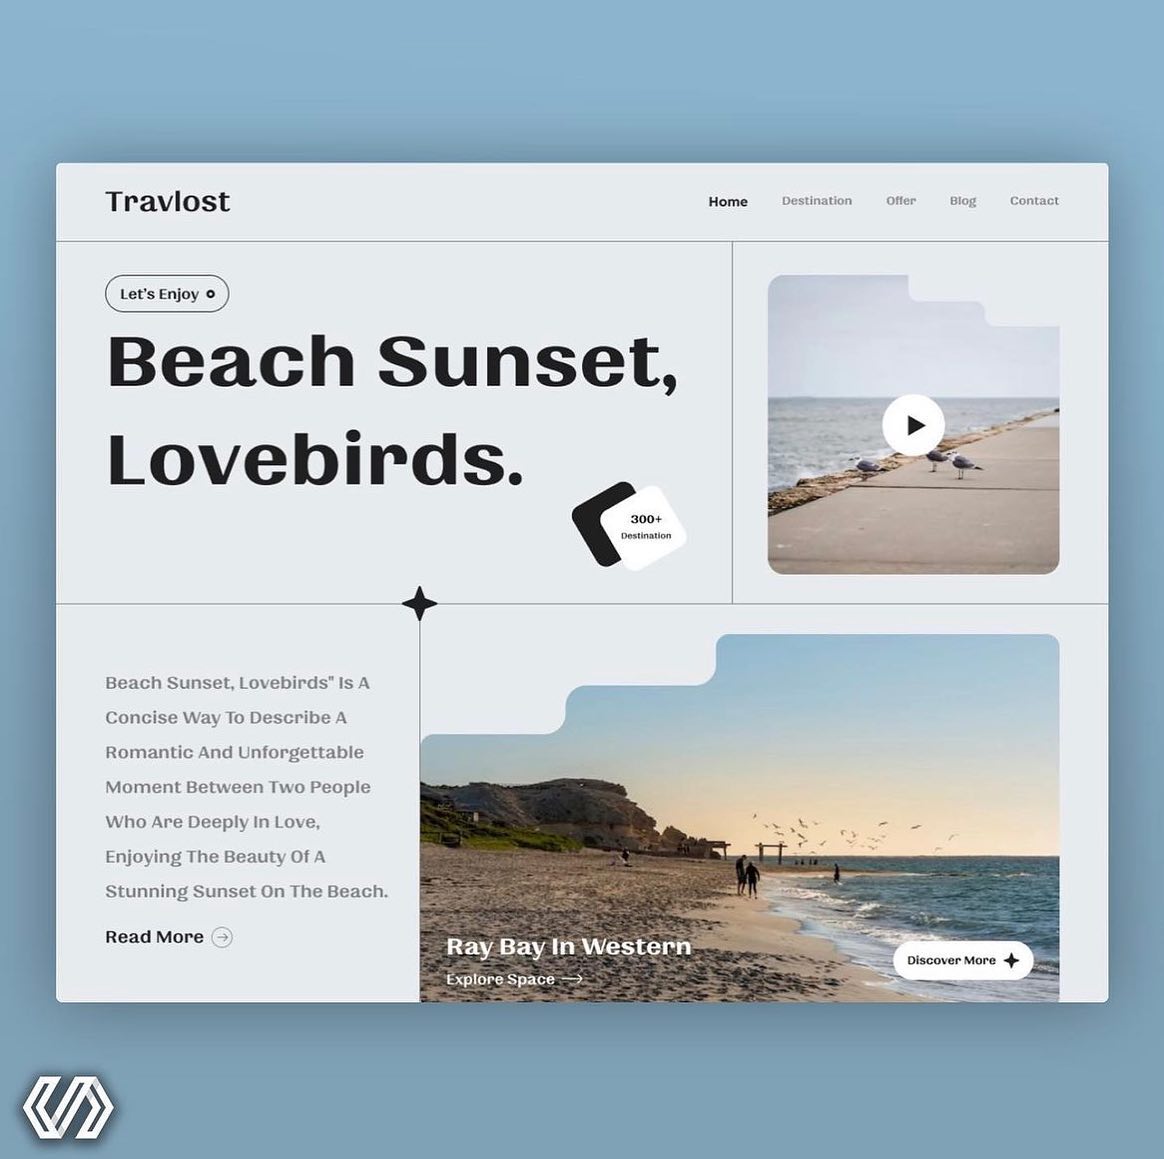 Travlost
Home Destination Offer Blog Contact
Let's Enjoy
Beach Sunset,
Lovebirds.
300+
Destination
Beach Sunset, Lovebirds" Is A
Concise Way To Describe A
Romantic And Unforgettable
Moment Between Two People
Who Are Deeply In Love,
Enjoying The Beauty Of A
Stunning Sunset On The Beach.
Read More
Ray Bay In Western
Explore Space
Discover More